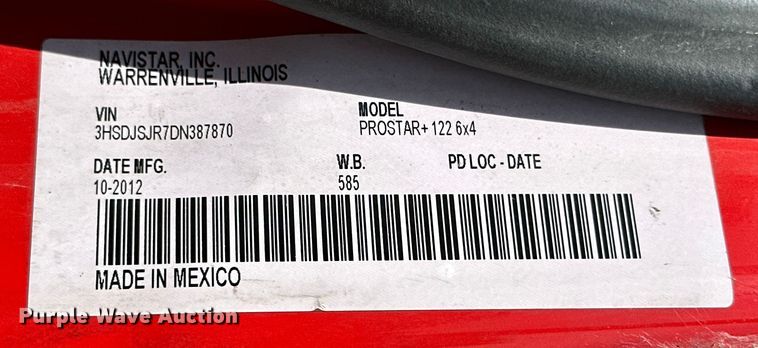 NAVISTAR, INC.
WARRENVILLE, ILLINOIS
VIN
3HSDJSJR7DN387870
MODEL
PROSTAR+ 122 6x4
DATE MFG.
10-2012
W.B.
585
PD LOC - DATE
MADE IN MEXICO
Purple Wave Auction